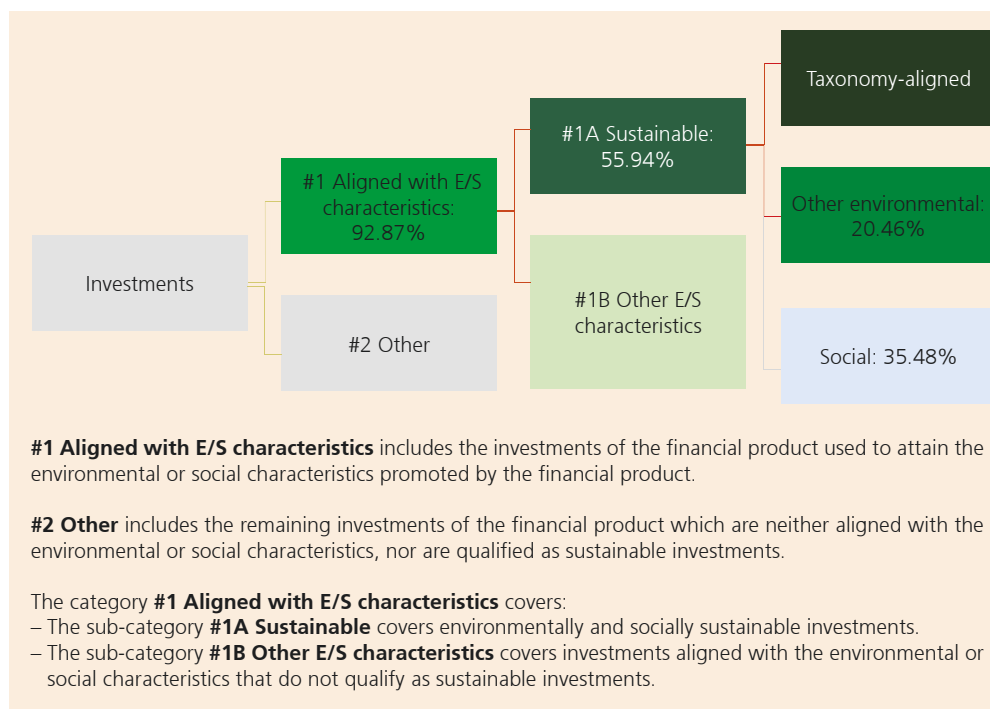 Taxonomy-aligned
#1A Sustainable:
55.94%
#1 Aligned with E/S
characteristics:
92.87%
Other environmental:
20.46%
Investments
#1B Other E/S
characteristics
#2 Other
Social: 35.48%
#1 Aligned with E/S characteristics includes the investments of the financial product used to attain the
environmental or social characteristics promoted by the financial product.
#2 Other includes the remaining investments of the financial product which are neither aligned with the
environmental or social characteristics, nor are qualified as sustainable investments.
The category #1 Aligned with E/S characteristics covers:
– The sub-category #1A Sustainable covers environmentally and socially sustainable investments.
– The sub-category #1B Other E/S characteristics covers investments aligned with the environmental or
social characteristics that do not qualify as sustainable investments.